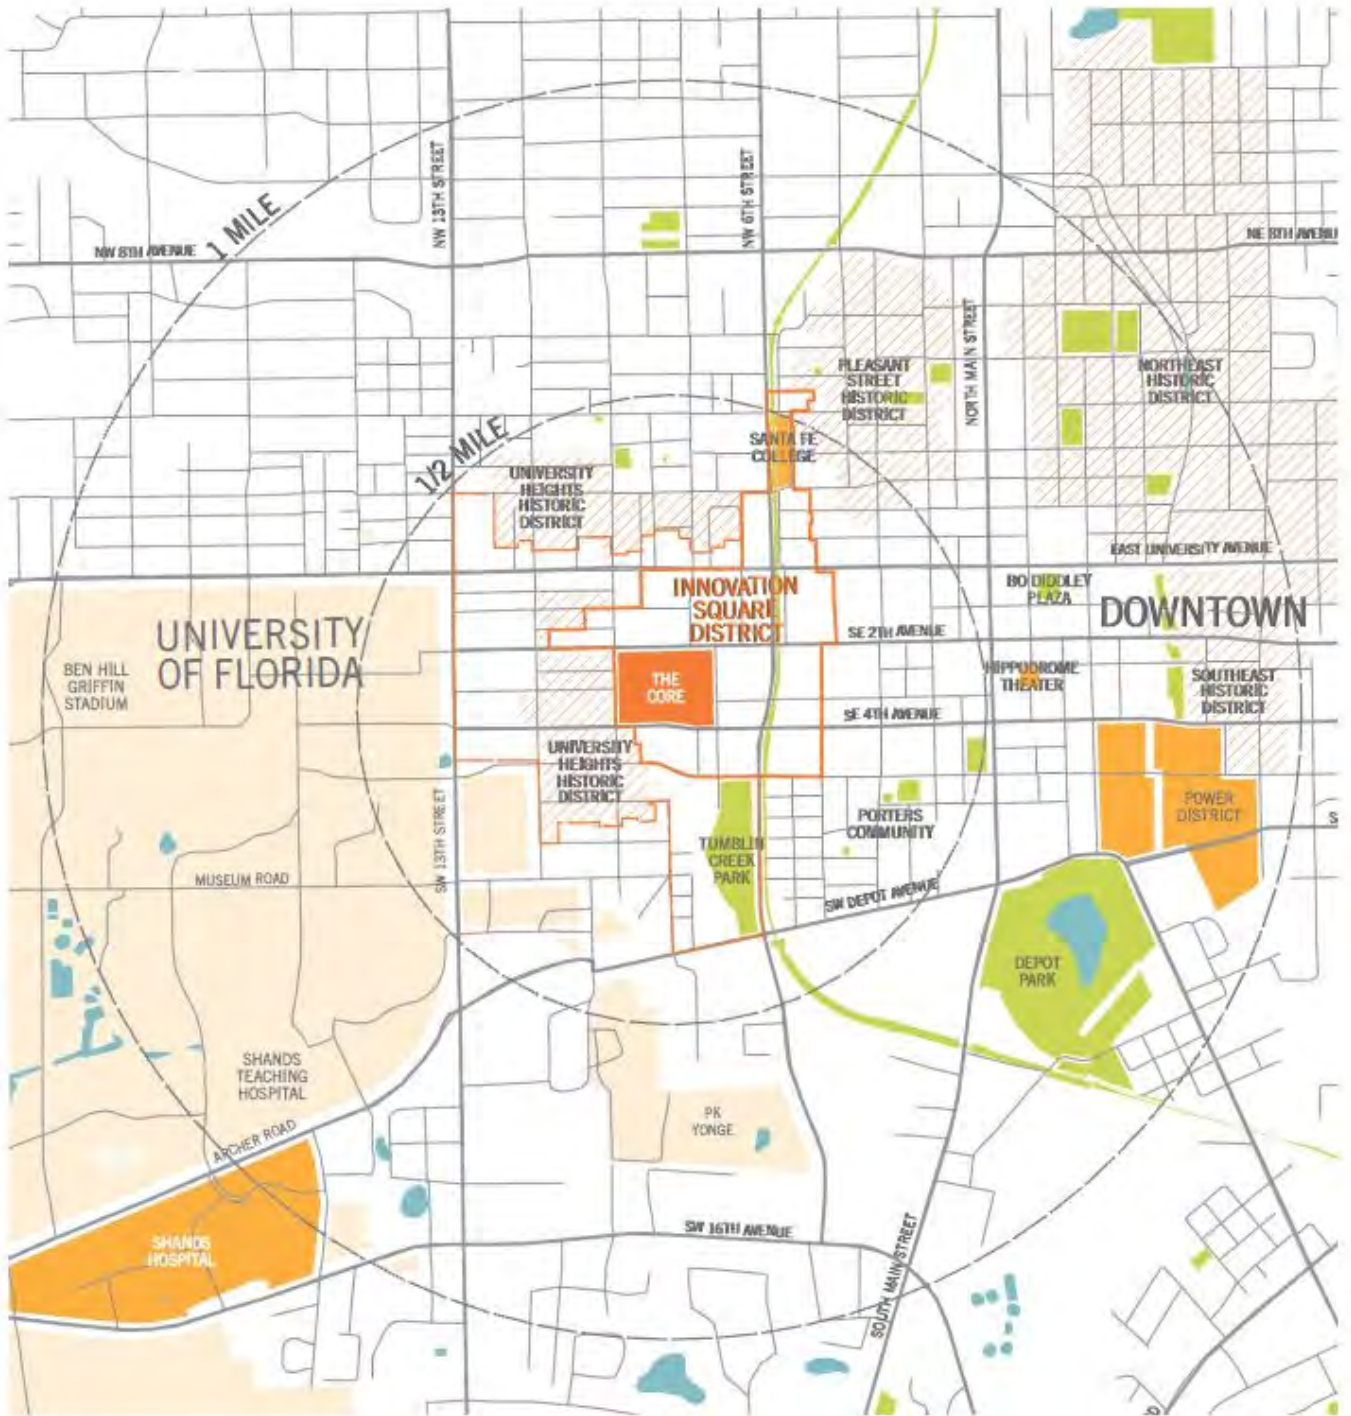 NW 13TH STREET
NW 6TH STREET
1 MILE
NW 8TH AVENUE
NE 8TH AVENU
NORTH MAIN STREET
PLEASANT
STREET
HISTORIC
DISTRICT
NORTHEAST
HISTORIC
DISTRICT
1/2 MILE
SANTA FE
COLLEGE
UNIVERSITY
HEIGHTS
HISTORIC
DISTRICT
EAST UNIVERSITY AVENUE
INNOVATION
SQUARE
DISTRICT
BO DIDDLEY
PLAZA
DOWNTOWN
UNIVERSITY
OF FLORIDA
SE 2TH AVENUE
BEN HILL
GRIFFIN
STADIUM
THE
CORE
HIPPODROME
THEATER
SOUTHEAST
HISTORIC
DISTRICT
SE 4TH AVENUE
UNIVERSITY
HEIGHTS
HISTORIC
DISTRICT
SW 13TH STREET
POWER
DISTRICT
PORTERS
COMMUNITY
S
TUMBLIN
CREEK
PARK
MUSEUM ROAD
SW DEPOT AVENUE
DEPOT
PARK
SHANDS
TEACHING
HOSPITAL
PK
YONGE
ARCHER ROAD
SHANDS
HOSPITAL
SW 16TH AVENUE
SOUTH MAIN STREET